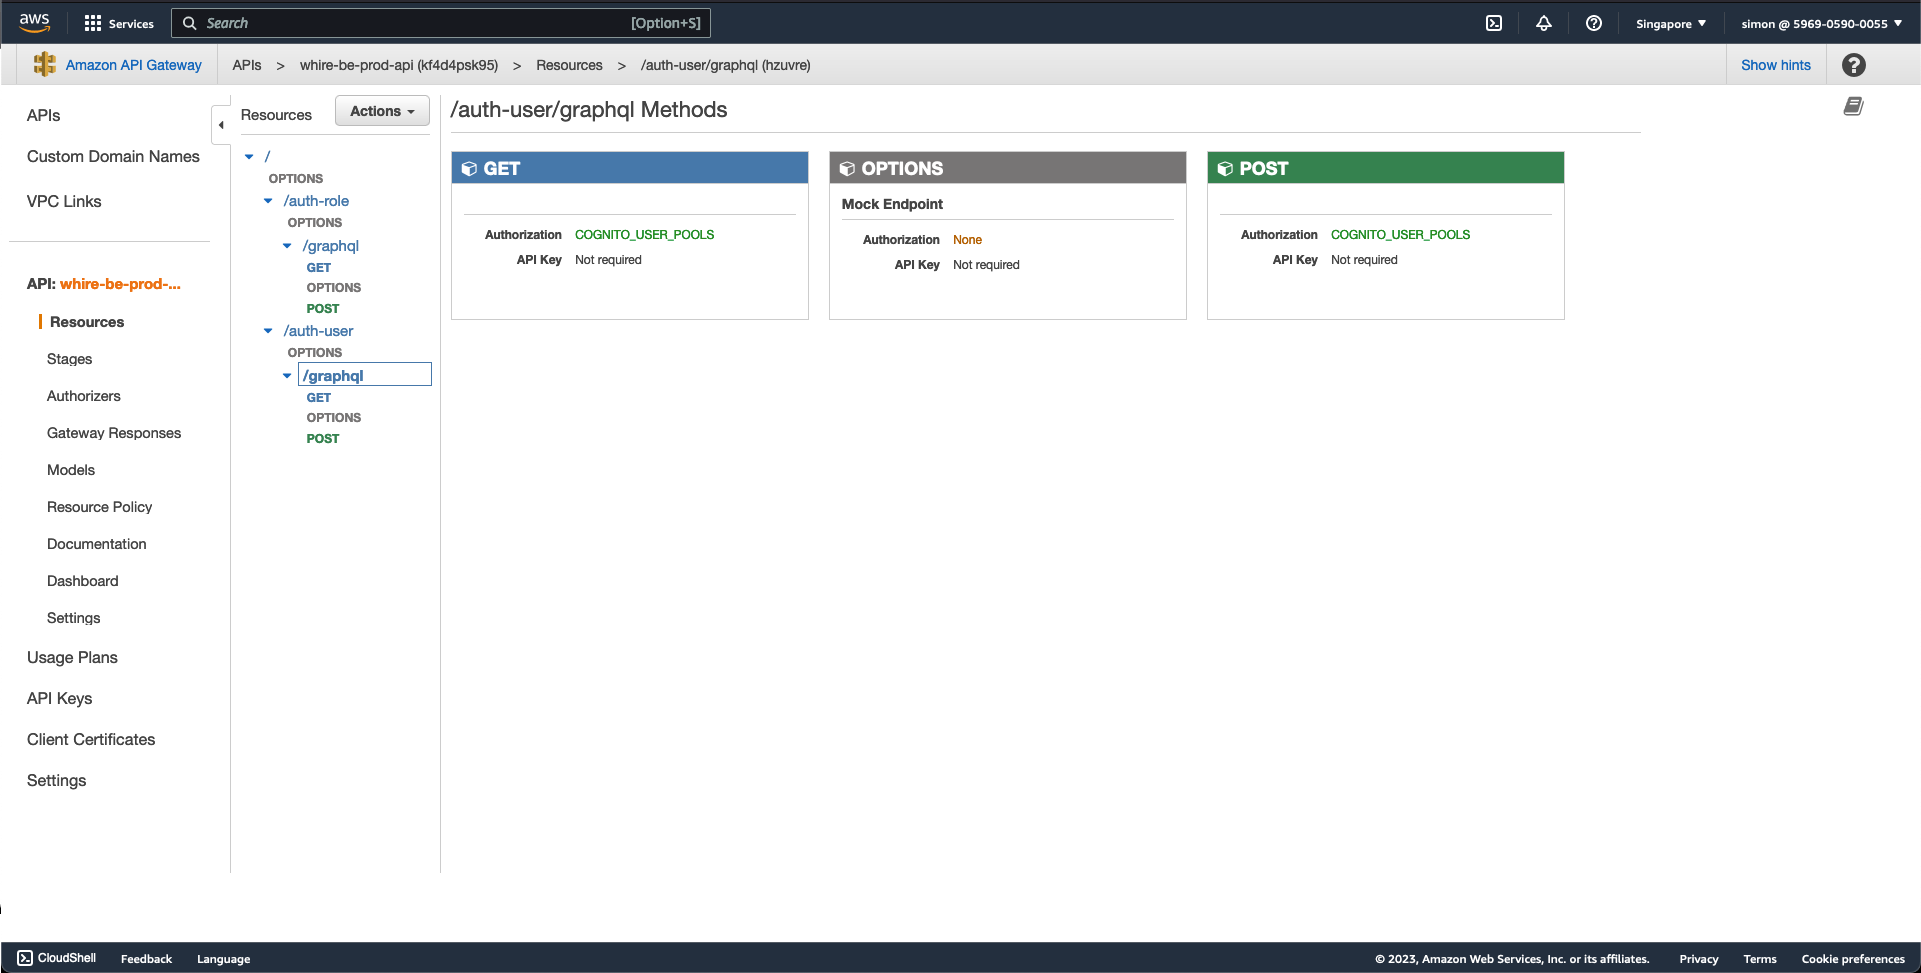 aws Services Search [Option+S] Singapore simon @ 5969-0590-0055
Amazon API Gateway APIs > whire-be-prod-api (kf4d4psk95) > Resources > /auth-user/graphql (hzuvre) Show hints ?
APIs
Custom Domain Names
VPC Links
API: whire-be-prod-...
Resources
Stages
Authorizers
Gateway Responses
Models
Resource Policy
Documentation
Dashboard
Settings
Usage Plans
API Keys
Client Certificates
Settings
Resources Actions
/
OPTIONS
/auth-role
OPTIONS
/graphql
GET
OPTIONS
POST
/auth-user
OPTIONS
/graphql
GET
OPTIONS
POST
/auth-user/graphql Methods
GET
Authorization COGNITO_USER_POOLS
API Key Not required
OPTIONS
Mock Endpoint
Authorization None
API Key Not required
POST
Authorization COGNITO_USER_POOLS
API Key Not required
CloudShell Feedback Language © 2023, Amazon Web Services, Inc. or its affiliates. Privacy Terms Cookie preferences